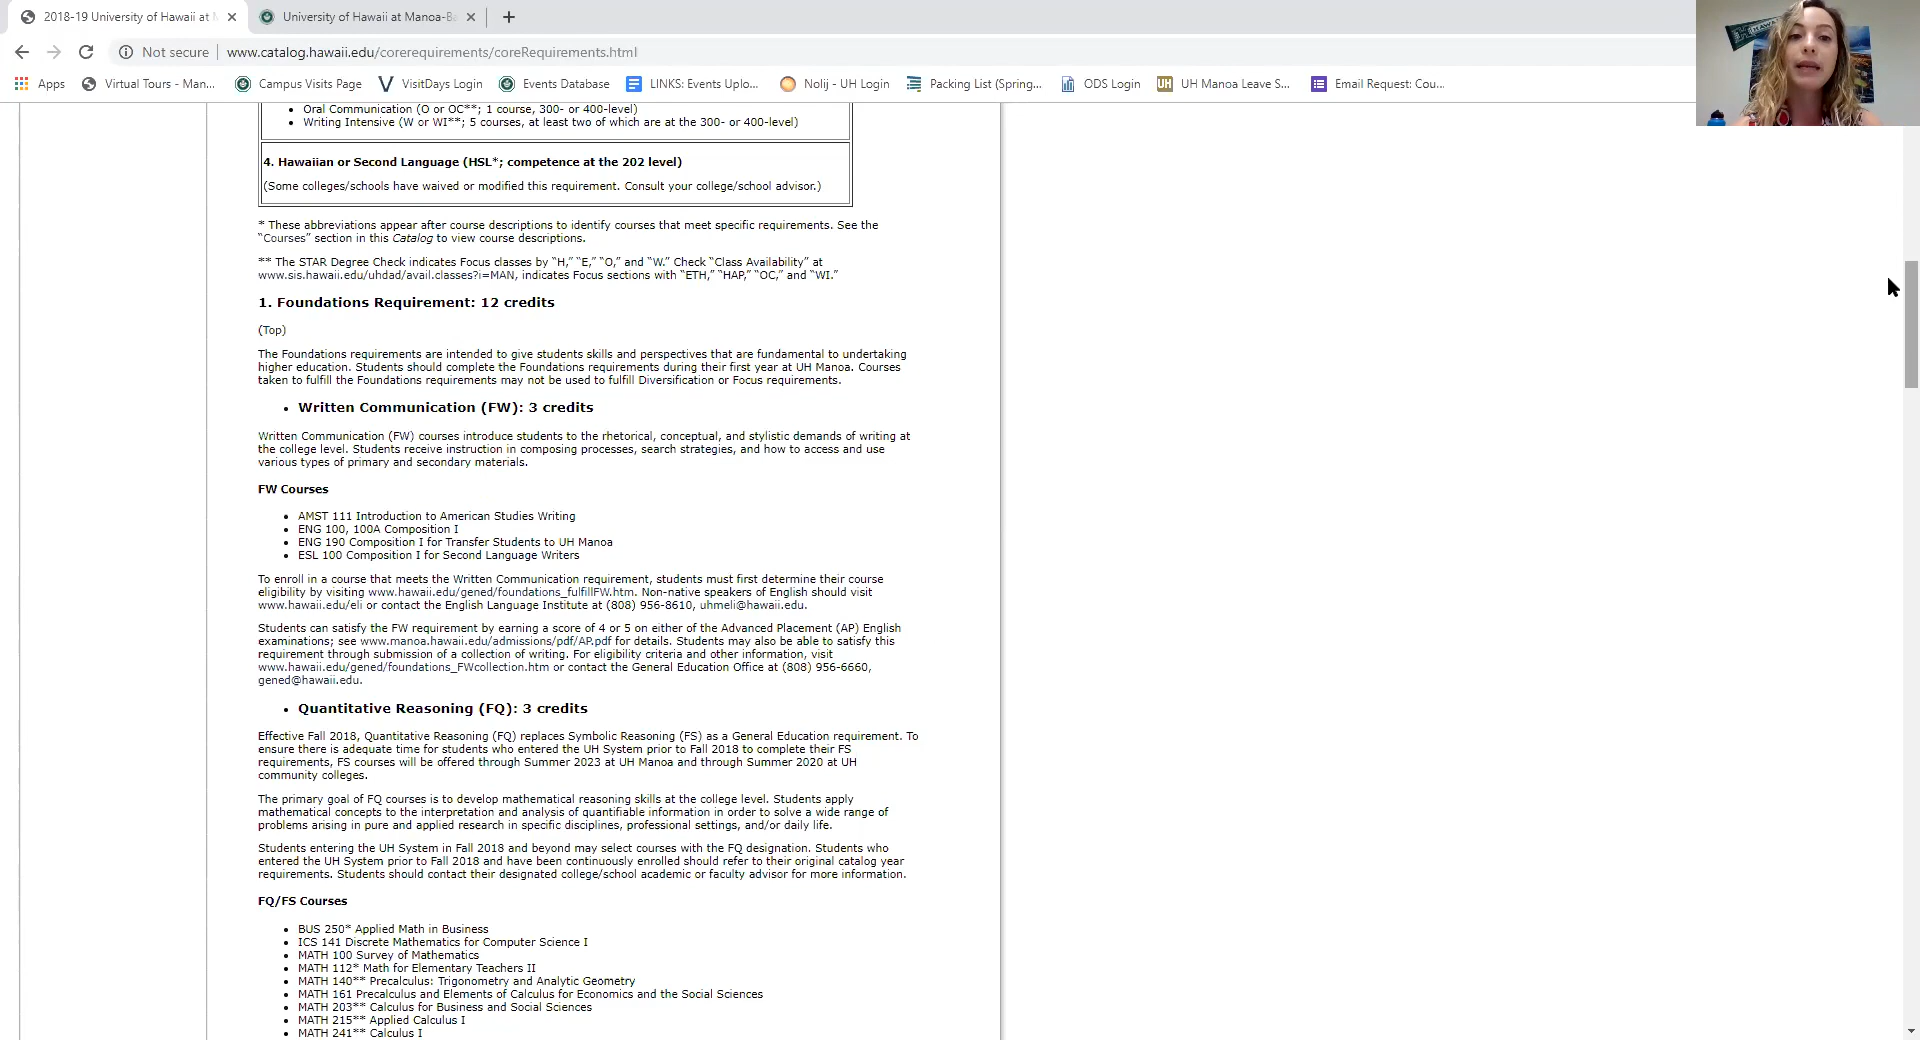 2018-19 University of Hawaii at M
University of Hawaii at Manoa-Ba
Not secure
www.catalog.hawaii.edu/corerequirements/coreRequirements.html
Apps
Virtual Tours - Man...
Campus Visits Page
VisitDays Login
Events Database
LINKS: Events Uplo...
Nolij - UH Login
Packing List (Spring...
ODS Login
UH Manoa Leave S...
Email Request: Cou...
• Oral Communication (O or OC**; 1 course, 300- or 400-level)
• Writing Intensive (W or WI**; 5 courses, at least two of which are at the 300- or 400-level)
4. Hawaiian or Second Language (HSL*; competence at the 202 level)
(Some colleges/schools have waived or modified this requirement. Consult your college/school advisor.)
* These abbreviations appear after course descriptions to identify courses that meet specific requirements. See the
“Courses” section in this Catalog to view course descriptions.
** The STAR Degree Check indicates Focus classes by “H,” “E,” “O,” and “W.” Check “Class Availability” at
www.sis.hawaii.edu/uhdad/avail.classes?i=MAN, indicates Focus sections with “ETH,” “HAP,” “OC,” and “WI.”
1. Foundations Requirement: 12 credits
(Top)
The Foundations requirements are intended to give students skills and perspectives that are fundamental to undertaking
higher education. Students should complete the Foundations requirements during their first year at UH Manoa. Courses
taken to fulfill the Foundations requirements may not be used to fulfill Diversification or Focus requirements.
• Written Communication (FW): 3 credits
Written Communication (FW) courses introduce students to the rhetorical, conceptual, and stylistic demands of writing at
the college level. Students receive instruction in composing processes, search strategies, and how to access and use
various types of primary and secondary materials.
FW Courses
• AMST 111 Introduction to American Studies Writing
• ENG 100, 100A Composition I
• ENG 190 Composition I for Transfer Students to UH Manoa
• ESL 100 Composition I for Second Language Writers
To enroll in a course that meets the Written Communication requirement, students must first determine their course
eligibility by visiting www.hawaii.edu/gened/foundations_fulfillFW.htm. Non-native speakers of English should visit
www.hawaii.edu/eli or contact the English Language Institute at (808) 956-8610, uhmeli@hawaii.edu.
Students can satisfy the FW requirement by earning a score of 4 or 5 on either of the Advanced Placement (AP) English
examinations; see www.manoa.hawaii.edu/admissions/pdf/AP.pdf for details. Students may also be able to satisfy this
requirement through submission of a collection of writing. For eligibility criteria and other information, visit
www.hawaii.edu/gened/foundations_FWcollection.htm or contact the General Education Office at (808) 956-6660,
gened@hawaii.edu.
• Quantitative Reasoning (FQ): 3 credits
Effective Fall 2018, Quantitative Reasoning (FQ) replaces Symbolic Reasoning (FS) as a General Education requirement. To
ensure there is adequate time for students who entered the UH System prior to Fall 2018 to complete their FS
requirements, FS courses will be offered through Summer 2023 at UH Manoa and through Summer 2020 at UH
community colleges.
The primary goal of FQ courses is to develop mathematical reasoning skills at the college level. Students apply
mathematical concepts to the interpretation and analysis of quantifiable information in order to solve a wide range of
problems arising in pure and applied research in specific disciplines, professional settings, and/or daily life.
Students entering the UH System in Fall 2018 and beyond may select courses with the FQ designation. Students who
entered the UH System prior to Fall 2018 and have been continuously enrolled should refer to their original catalog year
requirements. Students should contact their designated college/school academic or faculty advisor for more information.
FQ/FS Courses
• BUS 250* Applied Math in Business
• ICS 141 Discrete Mathematics for Computer Science I
• MATH 100 Survey of Mathematics
• MATH 112* Math for Elementary Teachers II
• MATH 140** Precalculus: Trigonometry and Analytic Geometry
• MATH 161 Precalculus and Elements of Calculus for Economics and the Social Sciences
• MATH 203** Calculus for Business and Social Sciences
• MATH 215** Applied Calculus I
• MATH 241** Calculus I